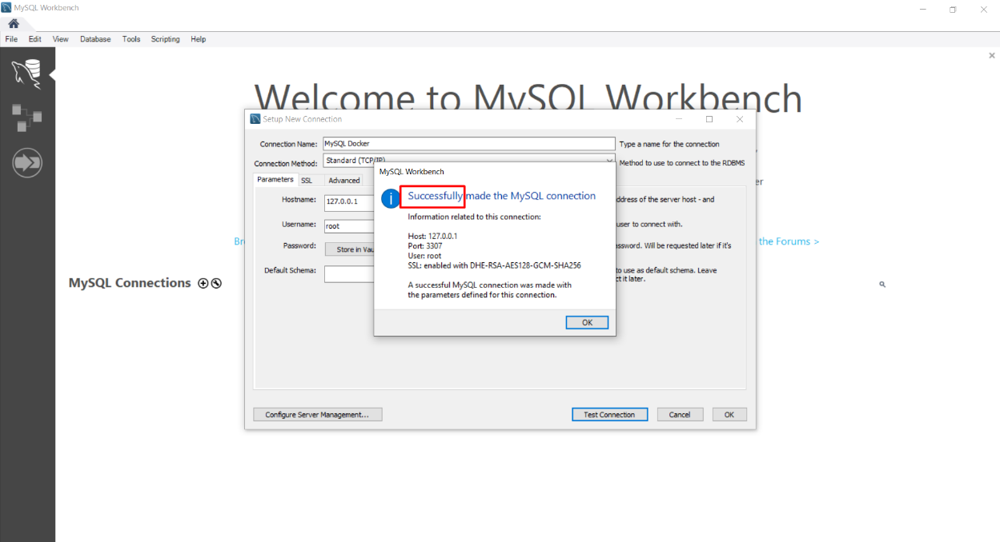 MySQL Workbench
File Edit View Database Tools Scripting Help
Welcome to MySQL Workbench
Setup New Connection
Connection Name: MySQL Docker Type a name for the connection
Connection Method: Standard (TCP/IP) Method to use to connect to the RDBMS
Parameters SSL Advanced
MySQL Workbench
Successfully made the MySQL connection
Information related to this connection:
Host: 127.0.0.1
Port: 3307
User: root
SSL: enabled with DHE-RSA-AES128-GCM-SHA256
A successful MySQL connection was made with
the parameters defined for this connection.
OK
Hostname: 127.0.0.1 ddress of the server host - and
er
Username: root user to connect with.
Password: Store in Vau ssword. Will be requested later if it's
Br the Forums >
Default Schema: to use as default schema. Leave
ct it later.
MySQL Connections
Configure Server Management... Test Connection Cancel OK